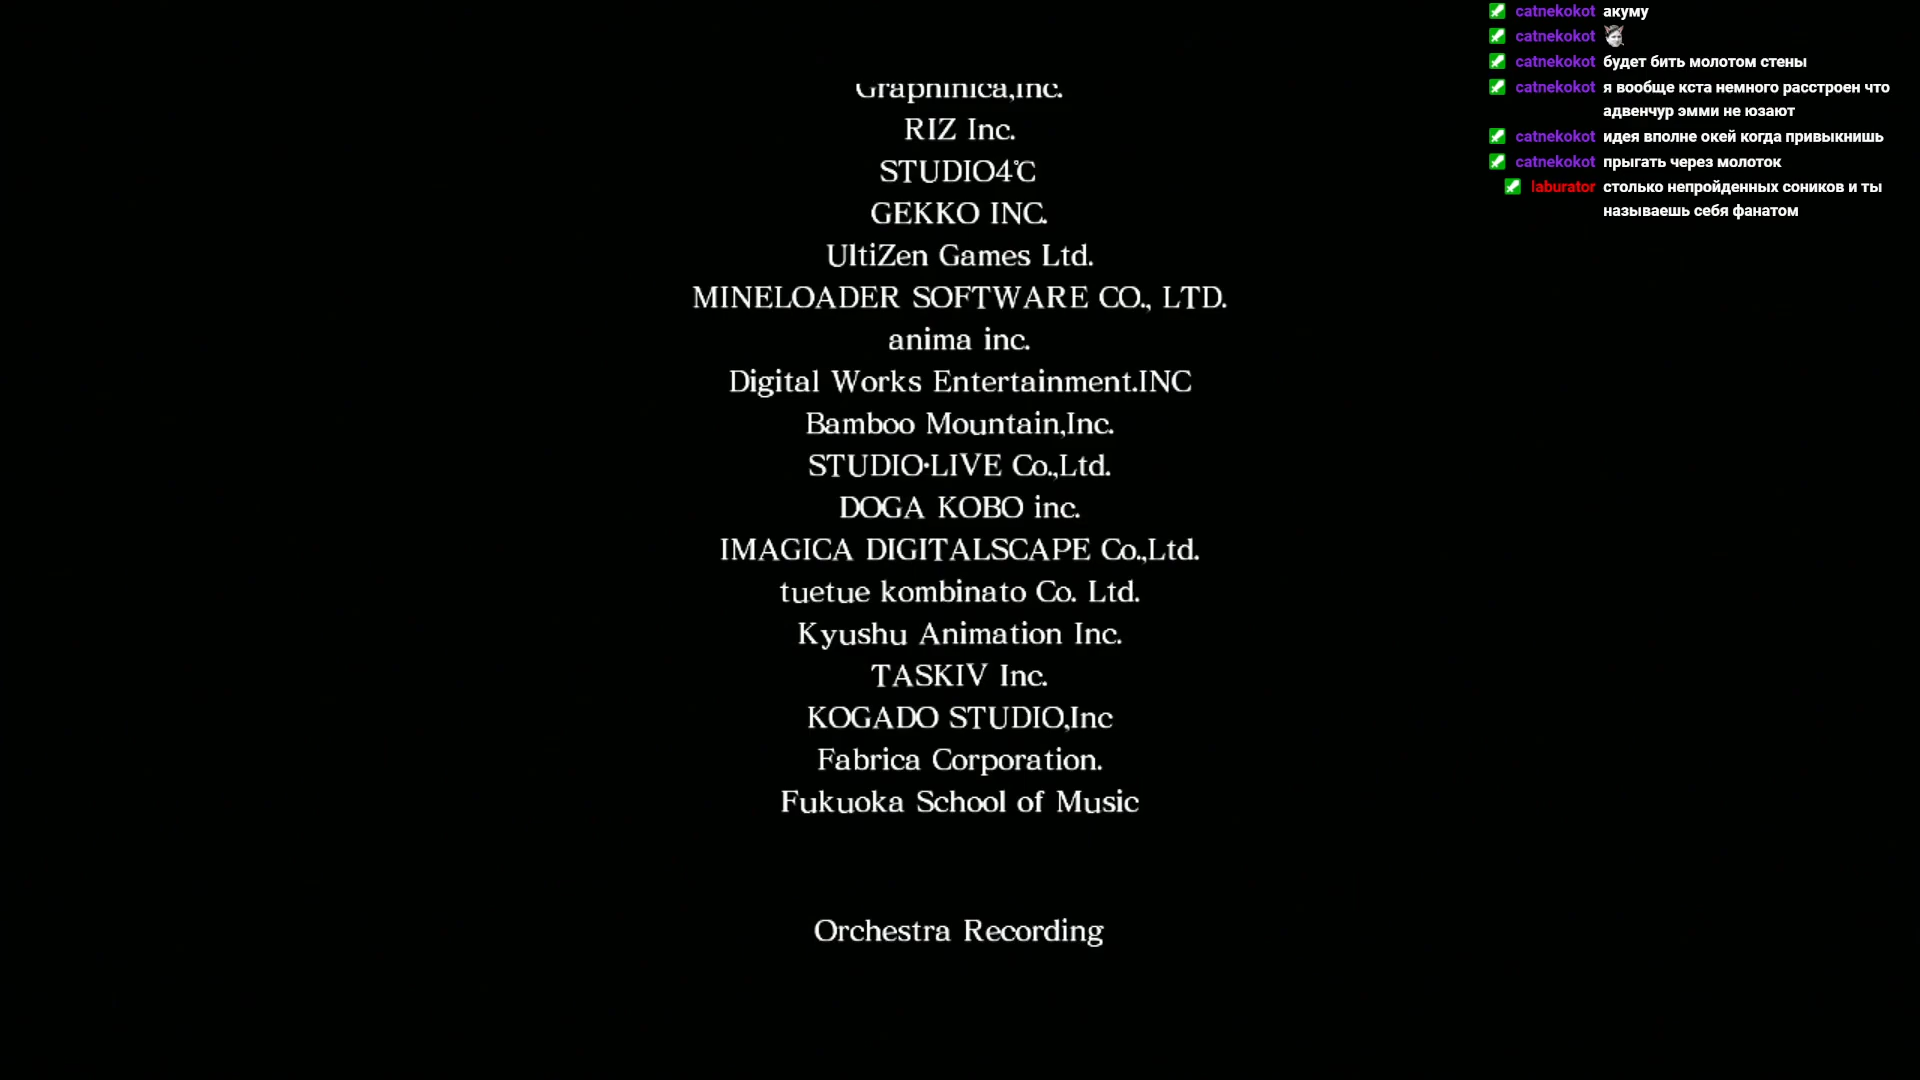 Graphinica,Inc.
RIZ Inc.
STUDIO4℃
GEKKO INC.
UltiZen Games Ltd.
MINELOADER SOFTWARE CO., LTD.
anima inc.
Digital Works Entertainment.INC
Bamboo Mountain,Inc.
STUDIO·LIVE Co.,Ltd.
DOGA KOBO inc.
IMAGICA DIGITALSCAPE Co.,Ltd.
tuetue kombinato Co. Ltd.
Kyushu Animation Inc.
TASKIV Inc.
KOGADO STUDIO,Inc
Fabrica Corporation.
Fukuoka School of Music
Orchestra Recording
catnekokot акуму
catnekokot
catnekokot будет бить молотом стены
catnekokot я вообще кста немного расстроен что
адвенчур эмми не юзают
catnekokot идея вполне окей когда привыкнишь
catnekokot прыгать через молоток
laburator столько непройденных соников и ты
называешь себя фанатом